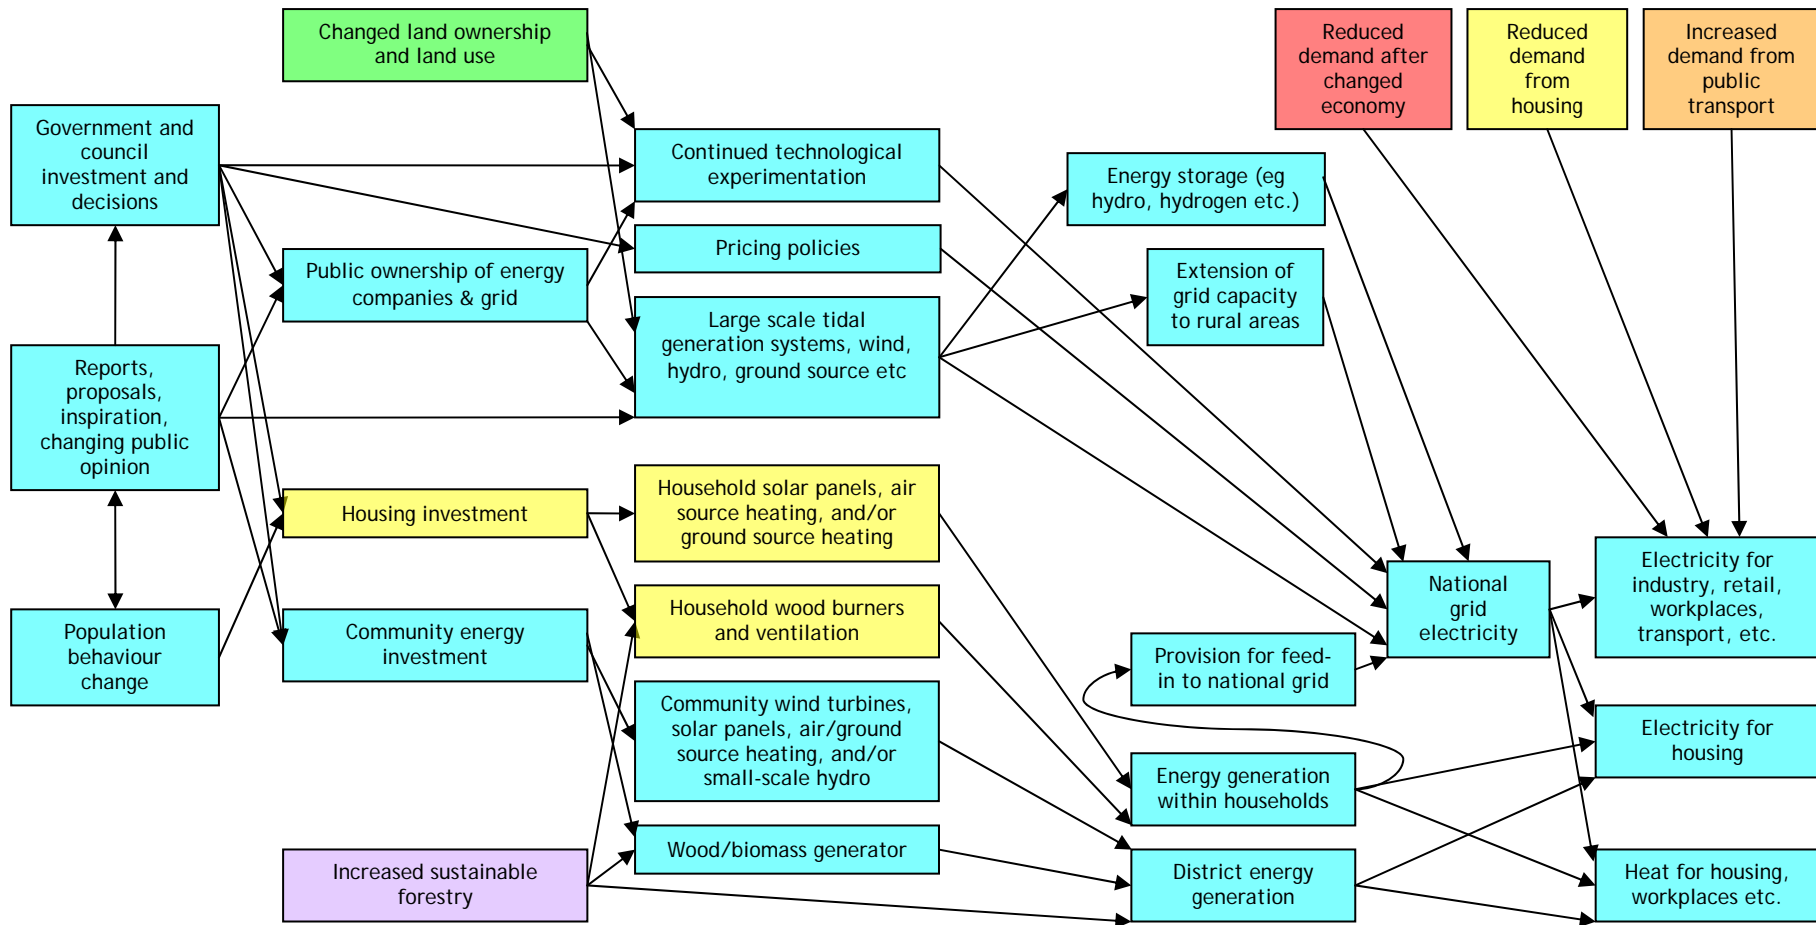 Changed land ownership
and land use
Reduced
demand after
changed
economy
Reduced
demand
from
housing
Increased
demand from
public
transport
Government and
council
investment and
decisions
Continued technological
experimentation
Energy storage (eg
hydro, hydrogen etc.)
Pricing policies
Public ownership of energy
companies & grid
Extension of
grid capacity
to rural areas
Large scale tidal
generation systems, wind,
hydro, ground source etc
Reports,
proposals,
inspiration,
changing public
opinion
Housing investment
Household solar panels, air
source heating, and/or
ground source heating
National
grid
electricity
Electricity for
industry, retail,
workplaces,
transport, etc.
Population
behaviour
change
Community energy
investment
Household wood burners
and ventilation
Provision for feed-
in to national grid
Community wind turbines,
solar panels, air/ground
source heating, and/or
small-scale hydro
Electricity for
housing
Energy generation
within households
Wood/biomass generator
Increased sustainable
forestry
District energy
generation
Heat for housing,
workplaces etc.